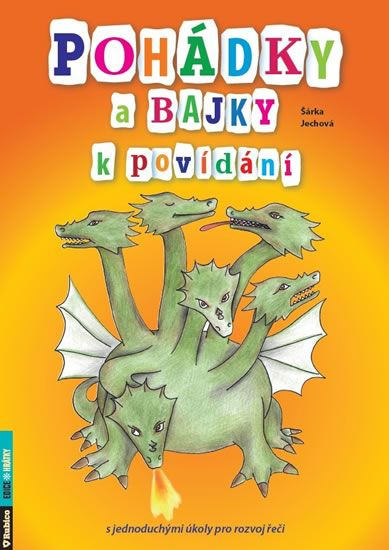 POHÁDKY
a BAJKY
Šárka
Jechová
k povídání
s jednoduchými úkoly pro rozvoj řeči
EDICE HRÁTKY
Rubico